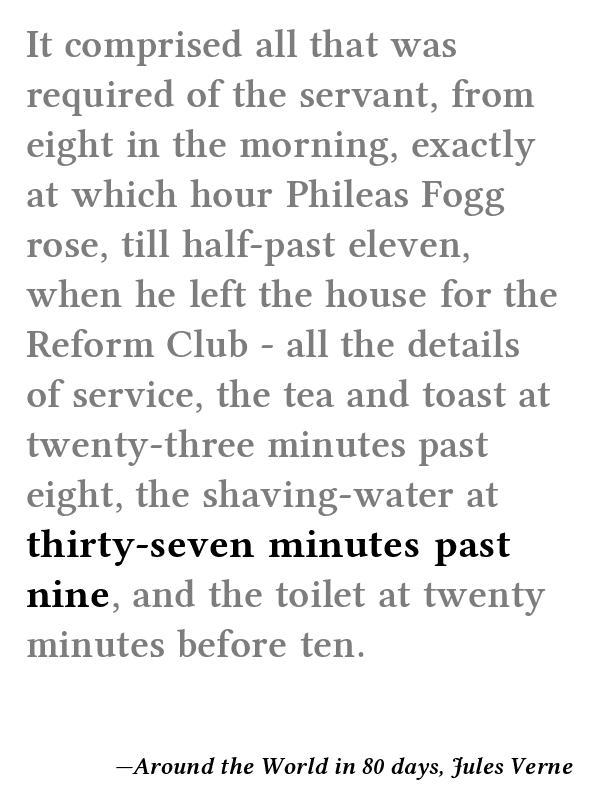 It comprised all that was
required of the servant, from
eight in the morning, exactly
at which hour Phileas Fogg
rose, till half-past eleven,
when he left the house for the
Reform Club - all the details
of service, the tea and toast at
twenty-three minutes past
eight, the shaving-water at
thirty-seven minutes past
nine, and the toilet at twenty
minutes before ten.
—Around the World in 80 days, Jules Verne